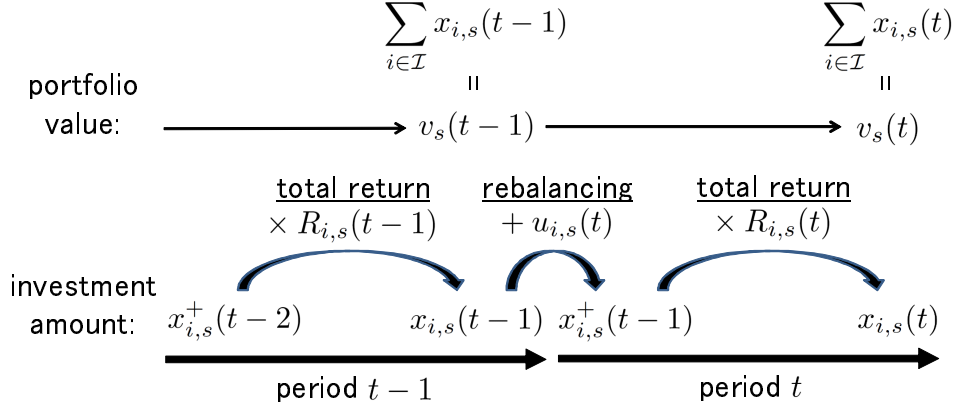 ∑_{i∈ℐ} x_{i,s}(t−1) ∑_{i∈ℐ} x_{i,s}(t)
portfolio = =
value: v_s(t−1) v_s(t)
total return rebalancing total return
× R_{i,s}(t−1) + u_{i,s}(t) × R_{i,s}(t)
investment
amount: x^+_{i,s}(t−2) x_{i,s}(t−1) x^+_{i,s}(t−1) x_{i,s}(t)
period t−1 period t